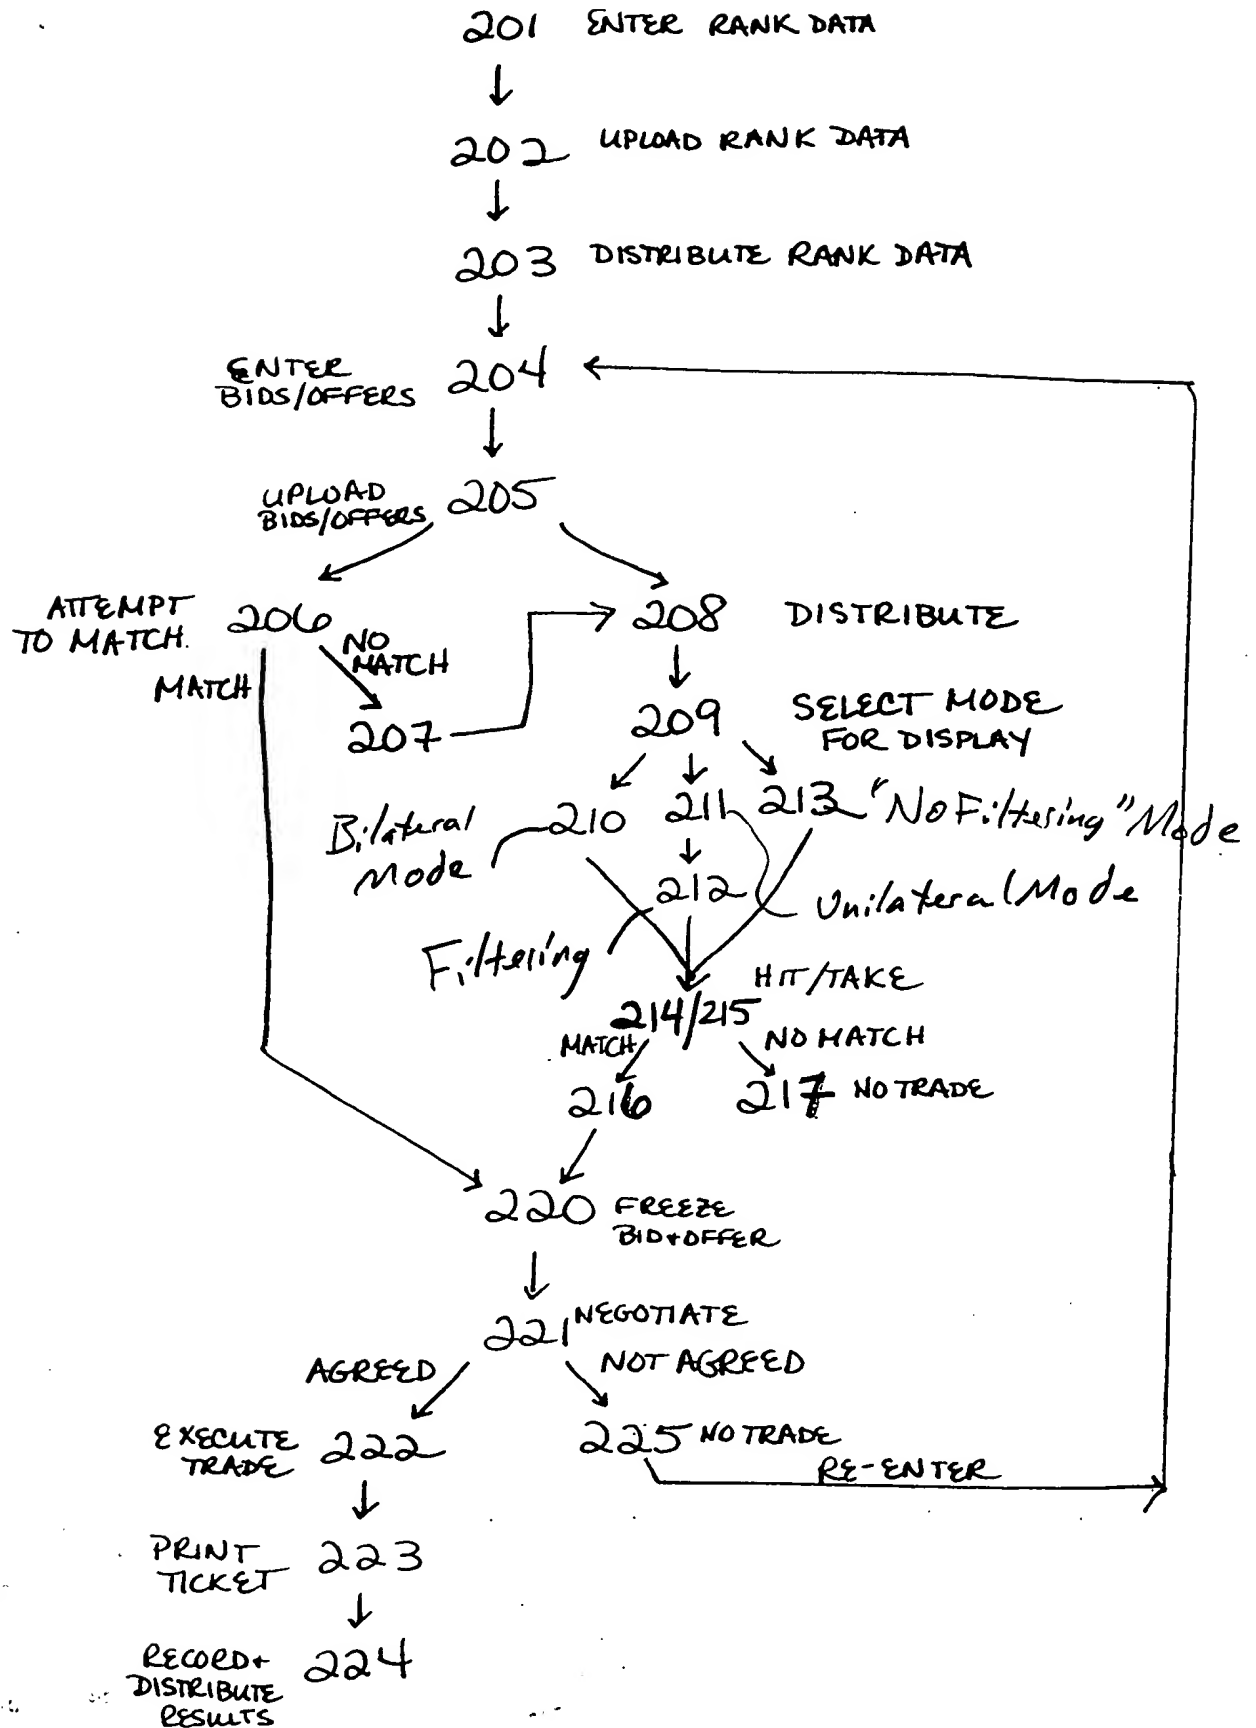 201 ENTER RANK DATA
202 UPLOAD RANK DATA
203 DISTRIBUTE RANK DATA
ENTER
BIDS/OFFERS 204
UPLOAD
BIDS/OFFERS 205
ATTEMPT
TO MATCH. 206
NO
MATCH
MATCH
207
208 DISTRIBUTE
209 SELECT MODE
FOR DISPLAY
Bilateral
Mode 210
211
213 "No Filtering" Mode
212
Unilateral Mode
Filtering
HIT/TAKE
214/215
MATCH
NO MATCH
216
217 NO TRADE
220 FREEZE
BID+OFFER
221 NEGOTIATE
AGREED
NOT AGREED
EXECUTE
TRADE 222
225 NO TRADE
RE-ENTER
PRINT
TICKET 223
RECORD+
DISTRIBUTE
RESULTS 224